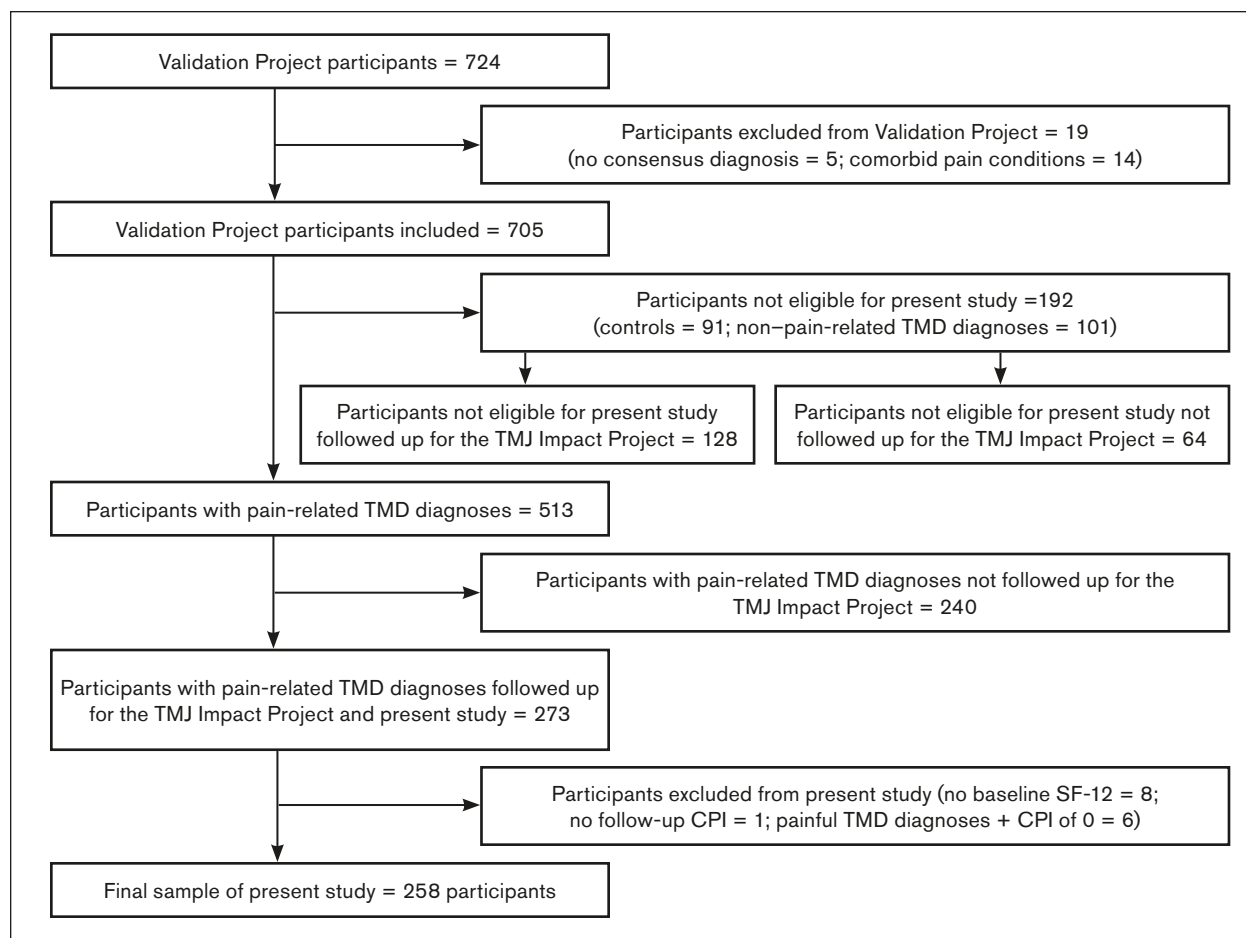 Validation Project participants = 724
Participants excluded from Validation Project = 19
(no consensus diagnosis = 5; comorbid pain conditions = 14)
Validation Project participants included = 705
Participants not eligible for present study =192
(controls = 91; non–pain-related TMD diagnoses = 101)
Participants not eligible for present study
followed up for the TMJ Impact Project = 128
Participants not eligible for present study not
followed up for the TMJ Impact Project = 64
Participants with pain-related TMD diagnoses = 513
Participants with pain-related TMD diagnoses not followed up for the
TMJ Impact Project = 240
Participants with pain-related TMD diagnoses followed up
for the TMJ Impact Project and present study = 273
Participants excluded from present study (no baseline SF-12 = 8;
no follow-up CPI = 1; painful TMD diagnoses + CPI of 0 = 6)
Final sample of present study = 258 participants